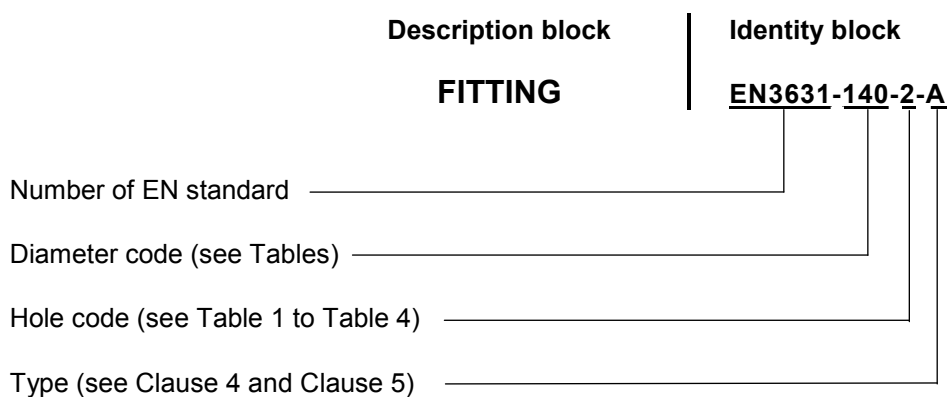 Description block Identity block
FITTING EN3631-140-2-A
Number of EN standard
Diameter code (see Tables)
Hole code (see Table 1 to Table 4)
Type (see Clause 4 and Clause 5)